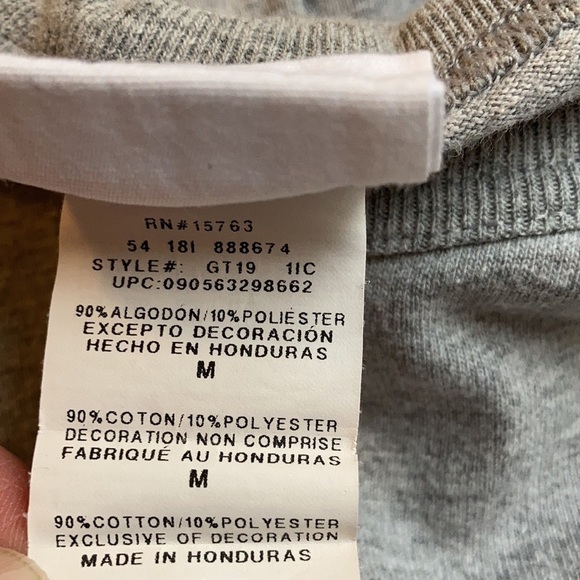 RN#15763
54 18I 888674
STYLE#: GT19 1IC
UPC:090563298662
90%ALGODÓN/10%POLIÉSTER
EXCEPTO DECORACIÓN
HECHO EN HONDURAS
M
90%COTON/10%POLYESTER
DECORATION NON COMPRISE
FABRIQUÉ AU HONDURAS
M
90%COTTON/10%POLYESTER
EXCLUSIVE OF DECORATION
MADE IN HONDURAS